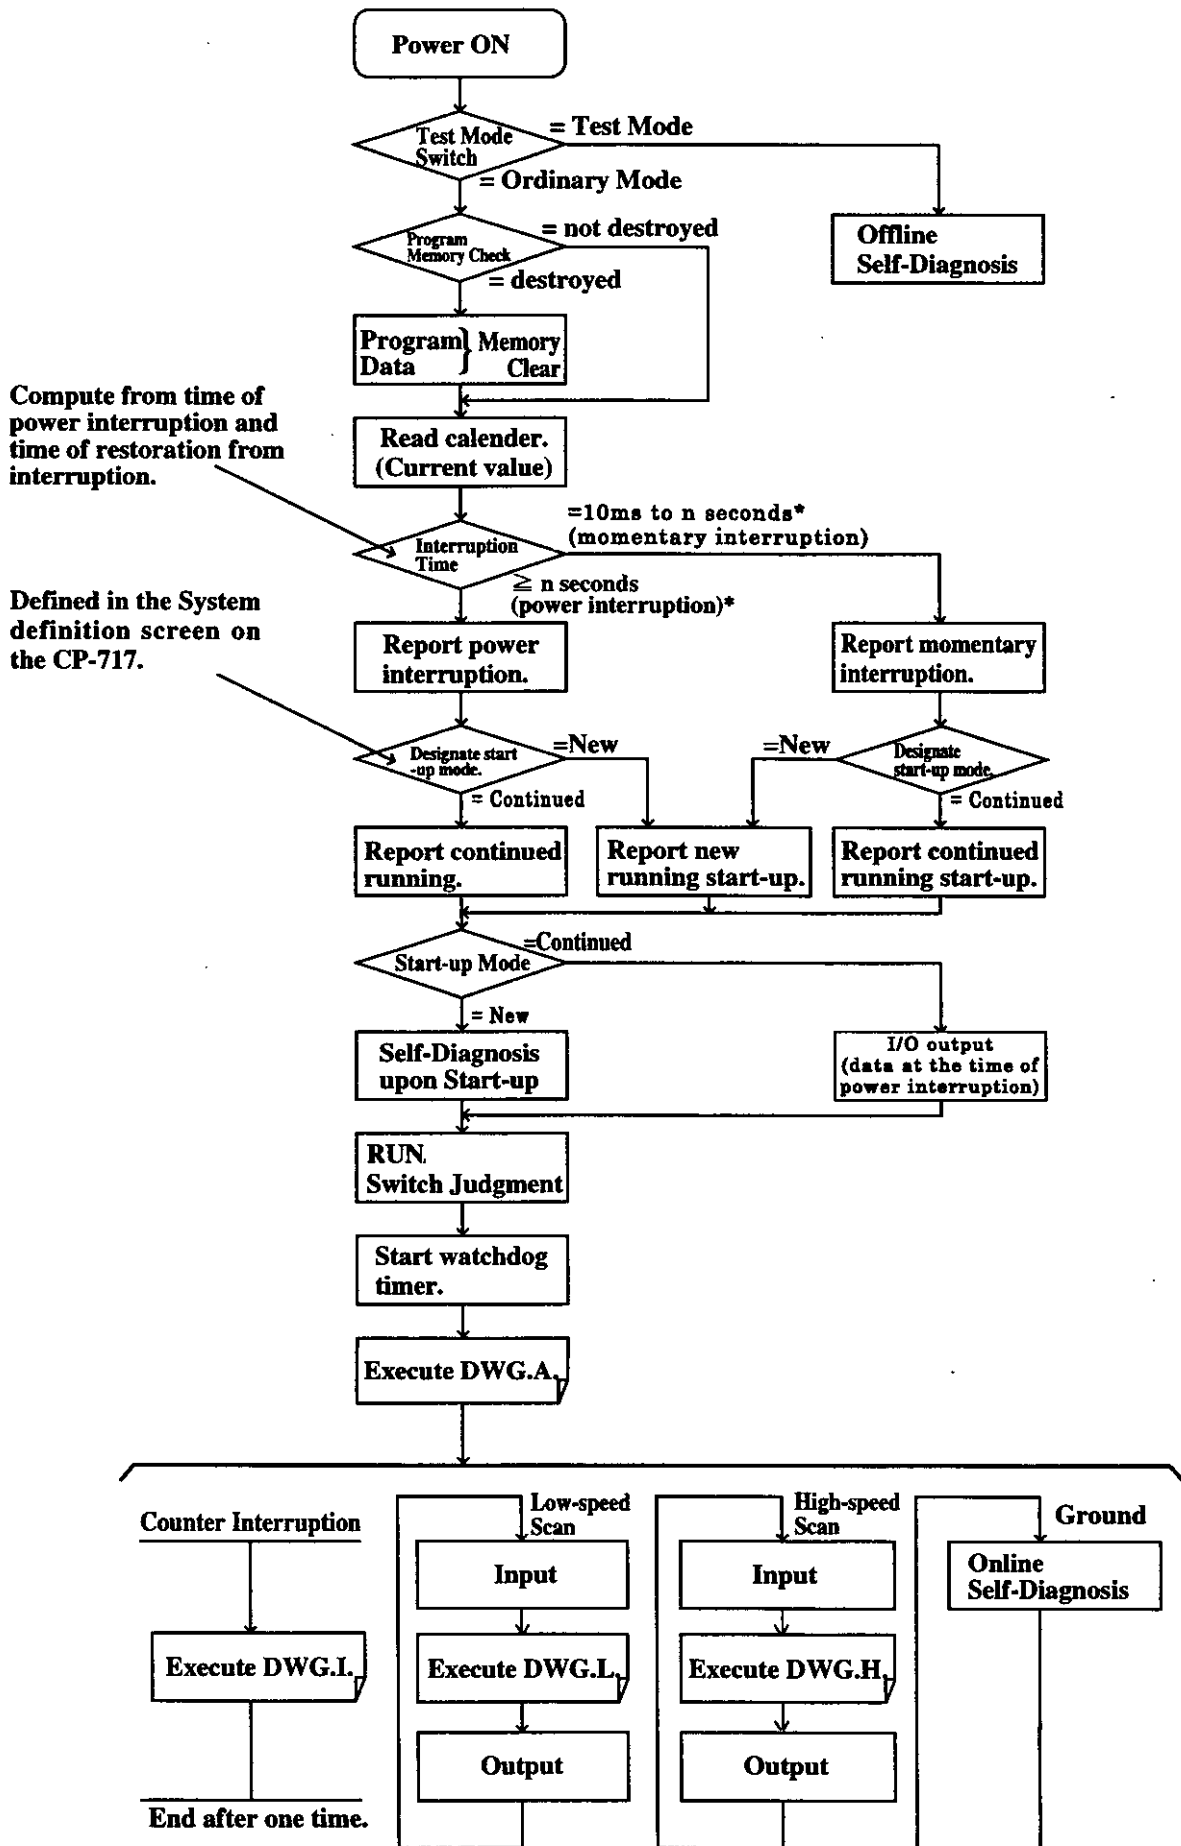 Power ON
Test Mode
Switch
= Test Mode
= Ordinary Mode
Offline
Self-Diagnosis
Program
Memory Check
= not destroyed
= destroyed
Program } Memory
Data Clear
Compute from time of
power interruption and
time of restoration from
interruption.
Read calender.
(Current value)
Interruption
Time
=10ms to n seconds*
(momentary interruption)
≧ n seconds
(power interruption)*
Defined in the System
definition screen on
the CP-717.
Report power
interruption.
Report momentary
interruption.
Designate start
-up mode.
=New
= Continued
=New
Designate
start-up mode.
= Continued
Report continued
running.
Report new
running start-up.
Report continued
running start-up.
Start-up Mode
=Continued
= New
Self-Diagnosis
upon Start-up
I/O output
(data at the time of
power interruption)
RUN.
Switch Judgment
Start watchdog
timer.
Execute DWG.A.
Counter Interruption
Execute DWG.I.
End after one time.
Low-speed
Scan
Input
Execute DWG.L.
Output
High-speed
Scan
Input
Execute DWG.H.
Output
Ground
Online
Self-Diagnosis